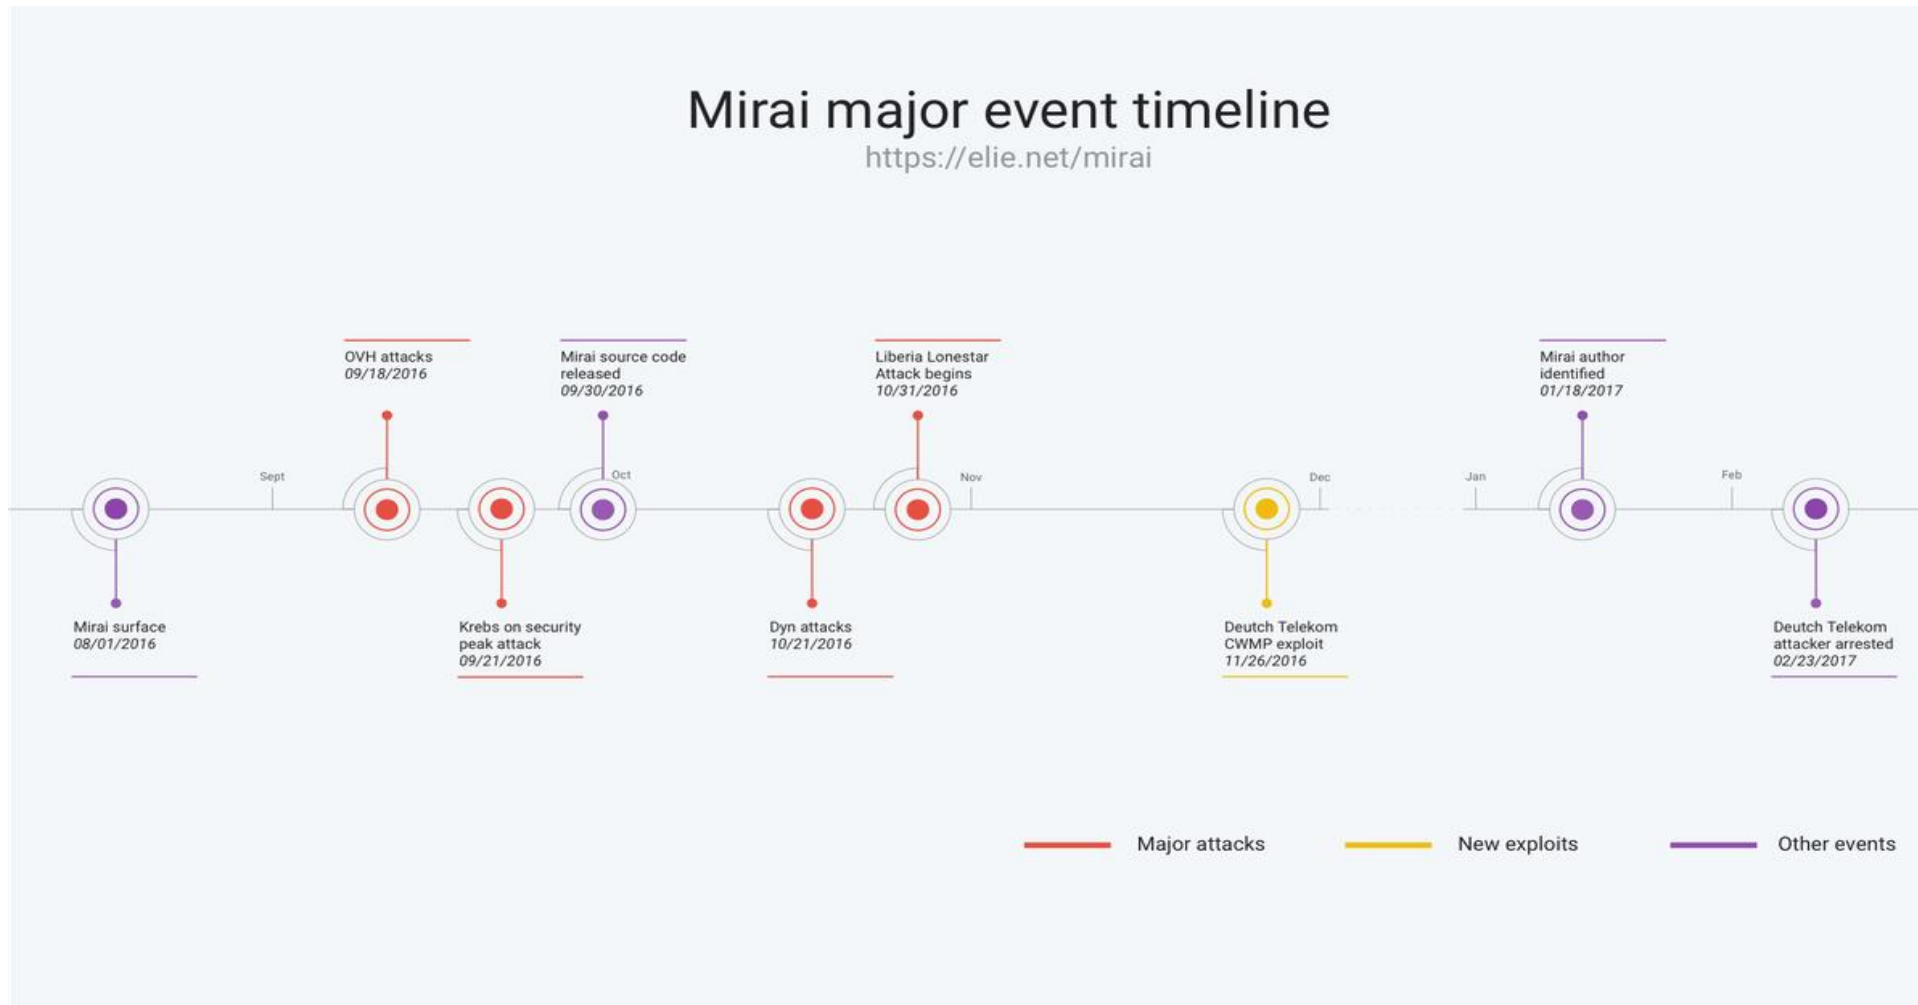 Mirai major event timeline
https://elie.net/mirai
OVH attacks
09/18/2016
Mirai source code
released
09/30/2016
Liberia Lonestar
Attack begins
10/31/2016
Mirai author
identified
01/18/2017
Sept
Oct
Nov
Dec
Jan
Feb
Mirai surface
08/01/2016
Krebs on security
peak attack
09/21/2016
Dyn attacks
10/21/2016
Deutch Telekom
CWMP exploit
11/26/2016
Deutch Telekom
attacker arrested
02/23/2017
Major attacks
New exploits
Other events